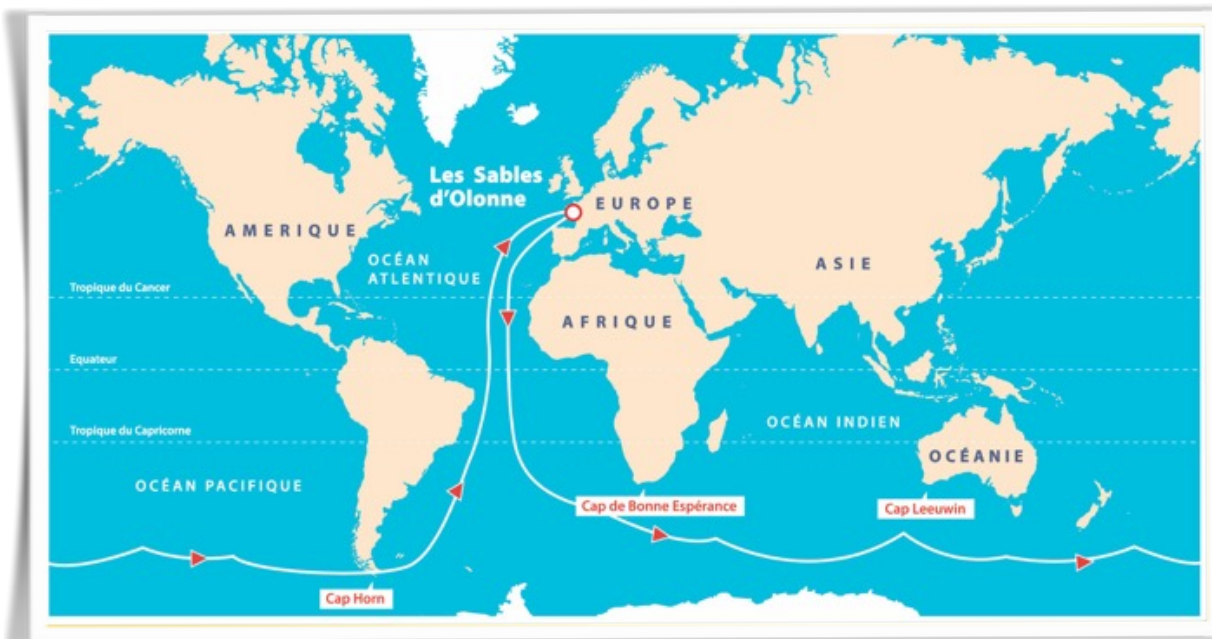 Les Sables
d'Olonne
EUROPE
AMERIQUE
OCÉAN
ATLENTIQUE
ASIE
Tropique du Cancer
AFRIQUE
Equateur
OCÉAN INDIEN
Tropique du Capricorne
OCÉANIE
OCÉAN PACIFIQUE
Cap de Bonne Espérance
Cap Leeuwin
Cap Horn